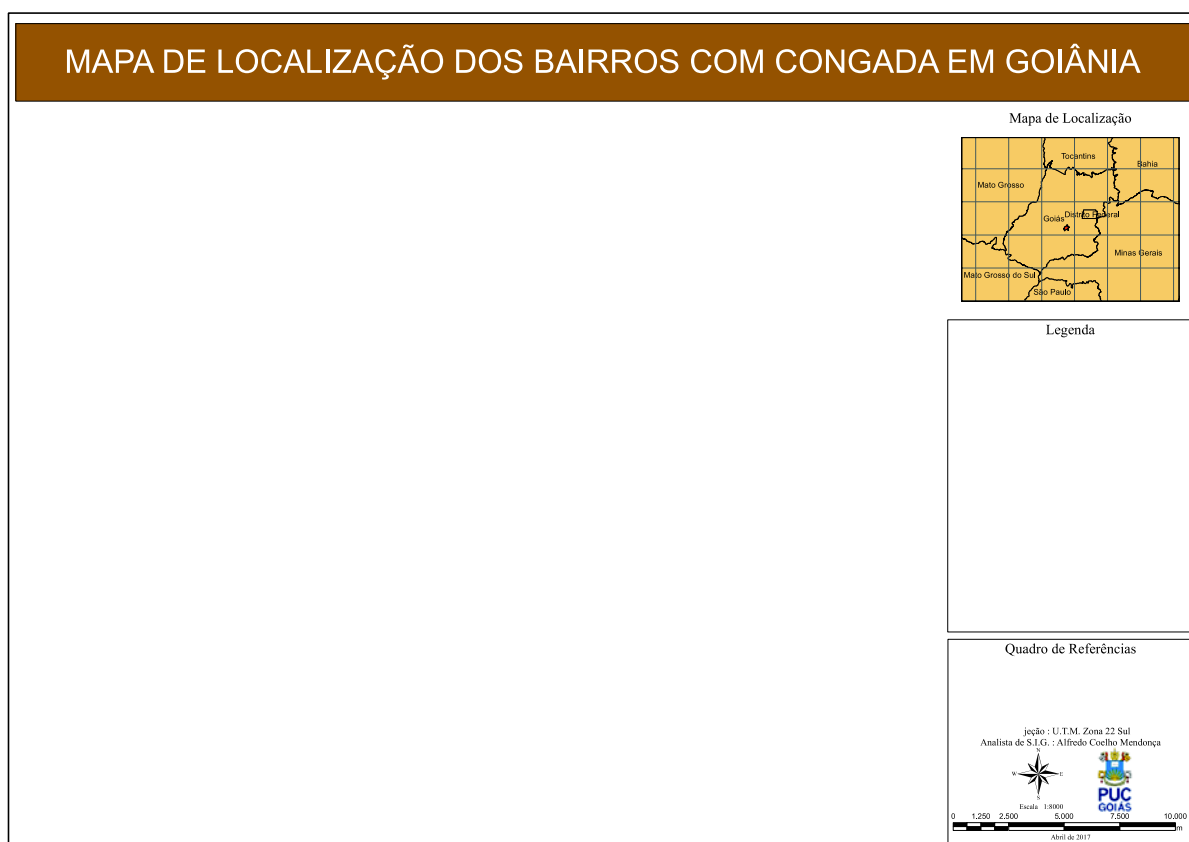 MAPA DE LOCALIZAÇÃO DOS BAIRROS COM CONGADA EM GOIÂNIA
Mapa de Localização
Tocantins
Bahia
Mato Grosso
Goiás
Distrito Federal
Minas Gerais
Mato Grosso do Sul
São Paulo
Legenda
Quadro de Referências
jeção : U.T.M. Zona 22 Sul
Analista de S.I.G. : Alfredo Coelho Mendonça
N
W E
S
PUC
GOIÁS
Escala 1:8000
0 1.250 2.500 5.000 7.500 10.000
m
Abril de 2017